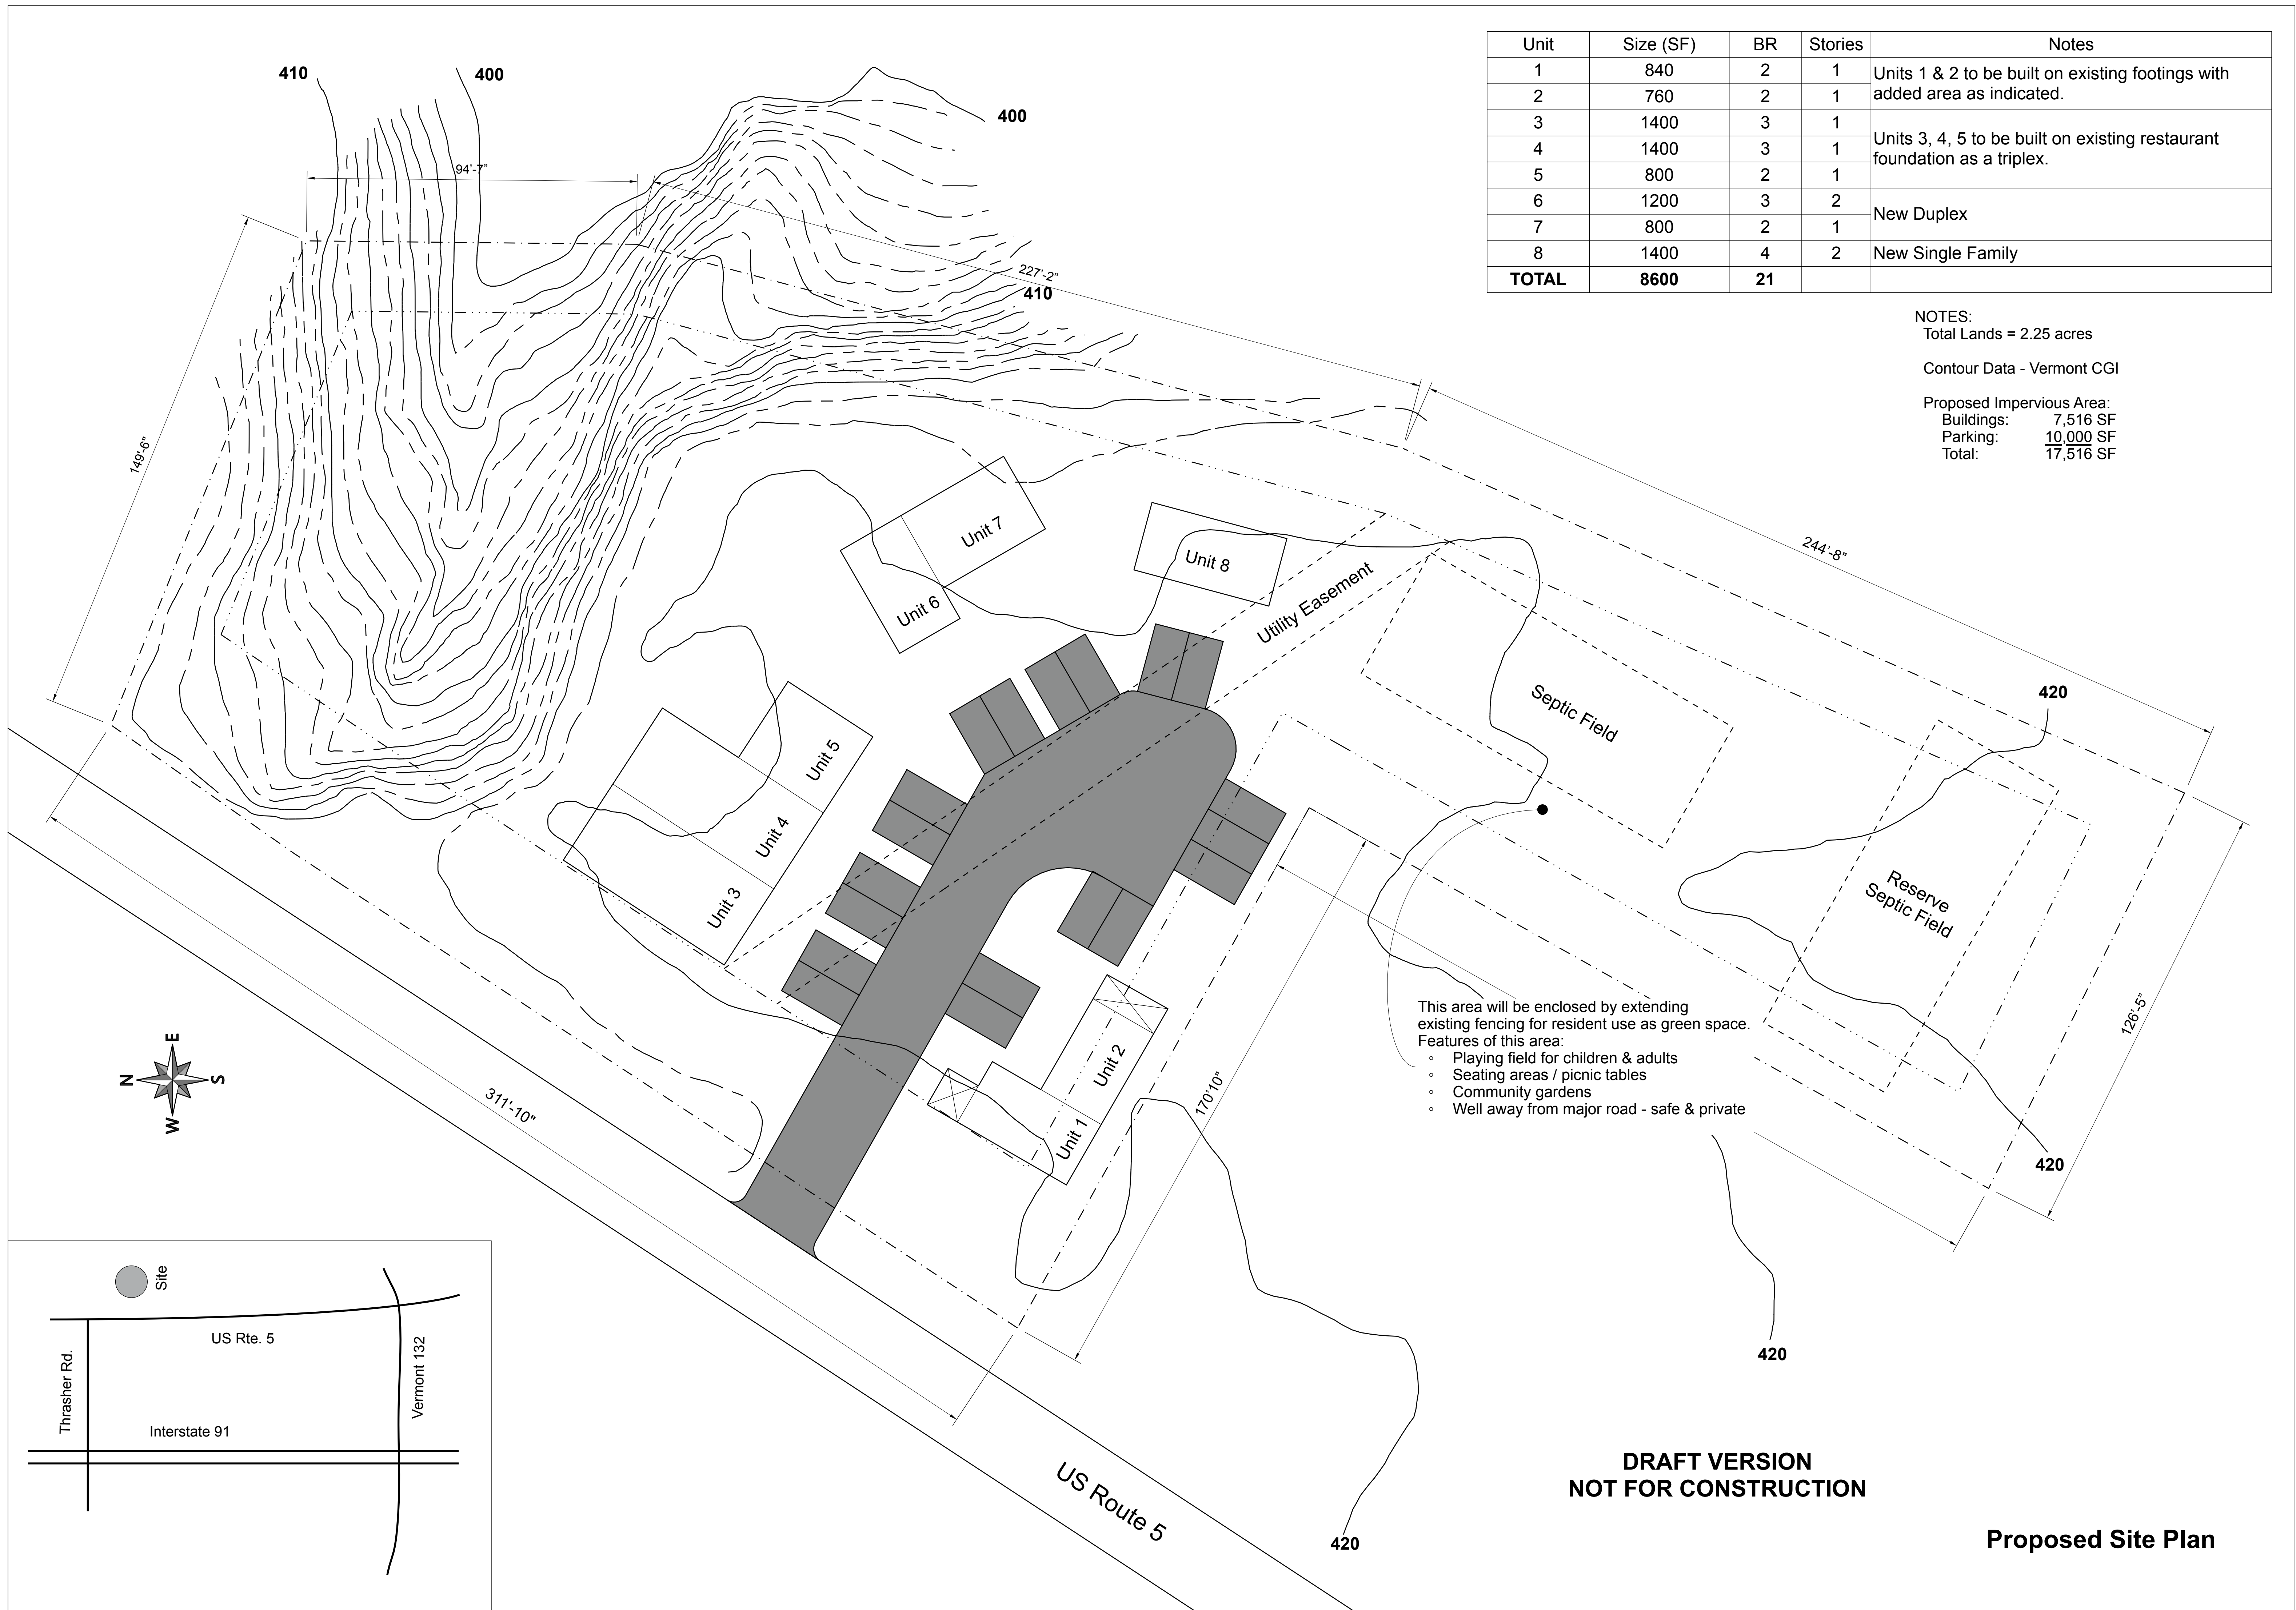 Unit Size (SF) BR Stories Notes
1 840 2 1 Units 1 & 2 to be built on existing footings with
2 760 2 1 added area as indicated.
3 1400 3 1
4 1400 3 1 Units 3, 4, 5 to be built on existing restaurant
5 800 2 1 foundation as a triplex.
6 1200 3 2 New Duplex
7 800 2 1
8 1400 4 2 New Single Family
TOTAL 8600 21
NOTES:
Total Lands = 2.25 acres
Contour Data - Vermont CGI
Proposed Impervious Area:
Buildings: 7,516 SF
Parking: 10,000 SF
Total: 17,516 SF
410
400
400
94'-7"
227'-2"
410
149'-6"
244'-8"
Unit 7
Unit 8
Unit 6
Utility Easement
Septic Field
420
Unit 5
Unit 4
Unit 3
Reserve
Septic Field
This area will be enclosed by extending
existing fencing for resident use as green space.
Features of this area:
◦ Playing field for children & adults
◦ Seating areas / picnic tables
◦ Community gardens
◦ Well away from major road - safe & private
126'-5"
Unit 2
Unit 1
170'10"
420
E
N
S
W
311'-10"
420
420
US Route 5
Site
US Rte. 5
Thrasher Rd.
Vermont 132
Interstate 91
DRAFT VERSION
NOT FOR CONSTRUCTION
Proposed Site Plan